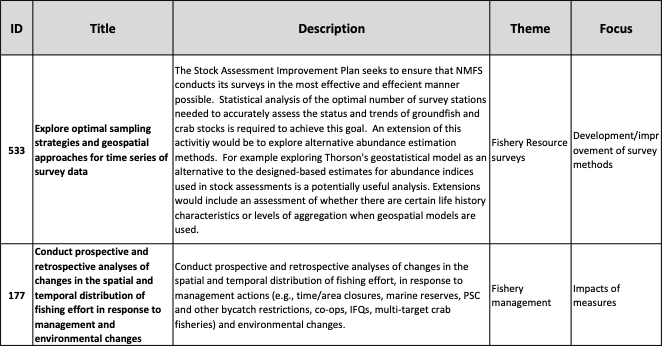 ID Title Description Theme Focus
533
Explore optimal sampling
strategies and geospatial
approaches for time series of
survey data
The Stock Assessment Improvement Plan seeks to ensure that NMFS
conducts its surveys in the most effective and effecient manner
possible.  Statistical analysis of the optimal number of survey stations
needed to accurately assess the status and trends of groundfish and
crab stocks is required to achieve this goal.  An extension of this
activitiy would be to explore alternative abundance estimation
methods.  For example exploring Thorson's geostatistical model as an
alternative to the designed-based estimates for abundance indices
used in stock assessments is a potentially useful analysis. Extensions
would include an assessment of whether there are certain life history
characteristics or levels of aggregation when geospatial models are
used.
Fishery Resource
surveys
Development/impr
ovement of survey
methods
177
Conduct prospective and
retrospective analyses of
changes in the spatial and
temporal distribution of
fishing effort in response to
management and
environmental changes
Conduct prospective and retrospective analyses of changes in the
spatial and temporal distribution of fishing effort, in response to
management actions (e.g., time/area closures, marine reserves, PSC
and other bycatch restrictions, co-ops, IFQs, multi-target crab
fisheries) and environmental changes.
Fishery
management
Impacts of
measures